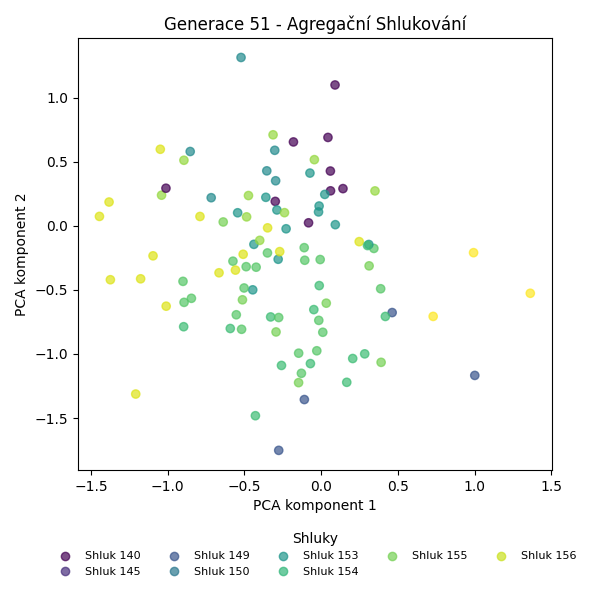 Generace 51 - Agregační Shlukování
PCA komponent 2
1.0
0.5
0.0
−0.5
−1.0
−1.5
−1.5 −1.0 −0.5 0.0 0.5 1.0 1.5
PCA komponent 1
Shluky
Shluk 140 Shluk 149 Shluk 153 Shluk 155 Shluk 156
Shluk 145 Shluk 150 Shluk 154